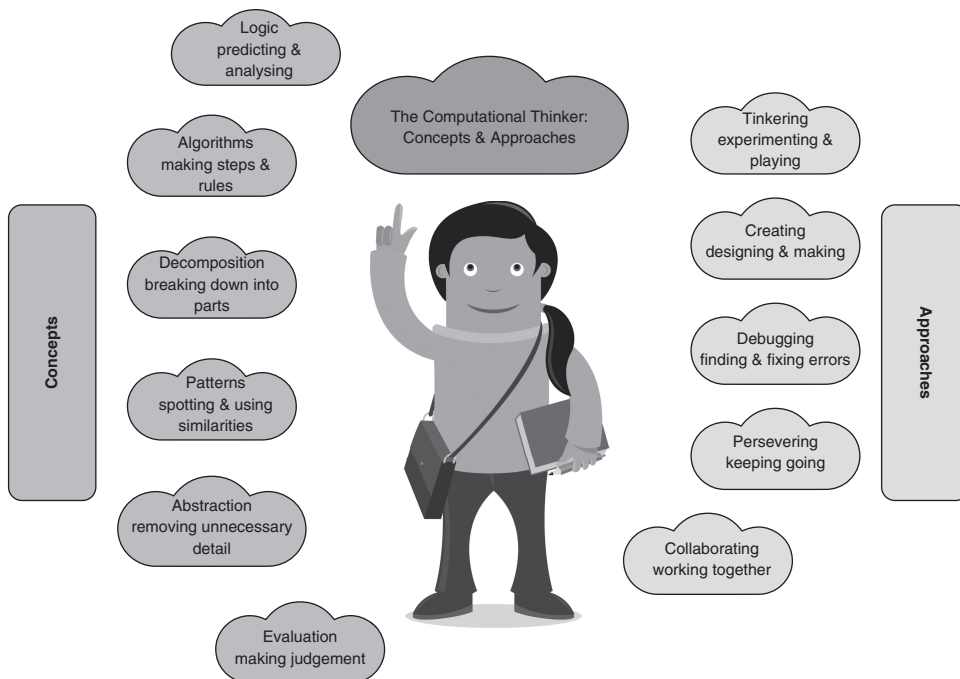 The Computational Thinker:
Concepts & Approaches
Concepts
Logic
predicting &
analysing
Algorithms
making steps &
rules
Decomposition
breaking down into
parts
Patterns
spotting & using
similarities
Abstraction
removing unnecessary
detail
Evaluation
making judgement
Tinkering
experimenting &
playing
Creating
designing & making
Debugging
finding & fixing errors
Persevering
keeping going
Collaborating
working together
Approaches